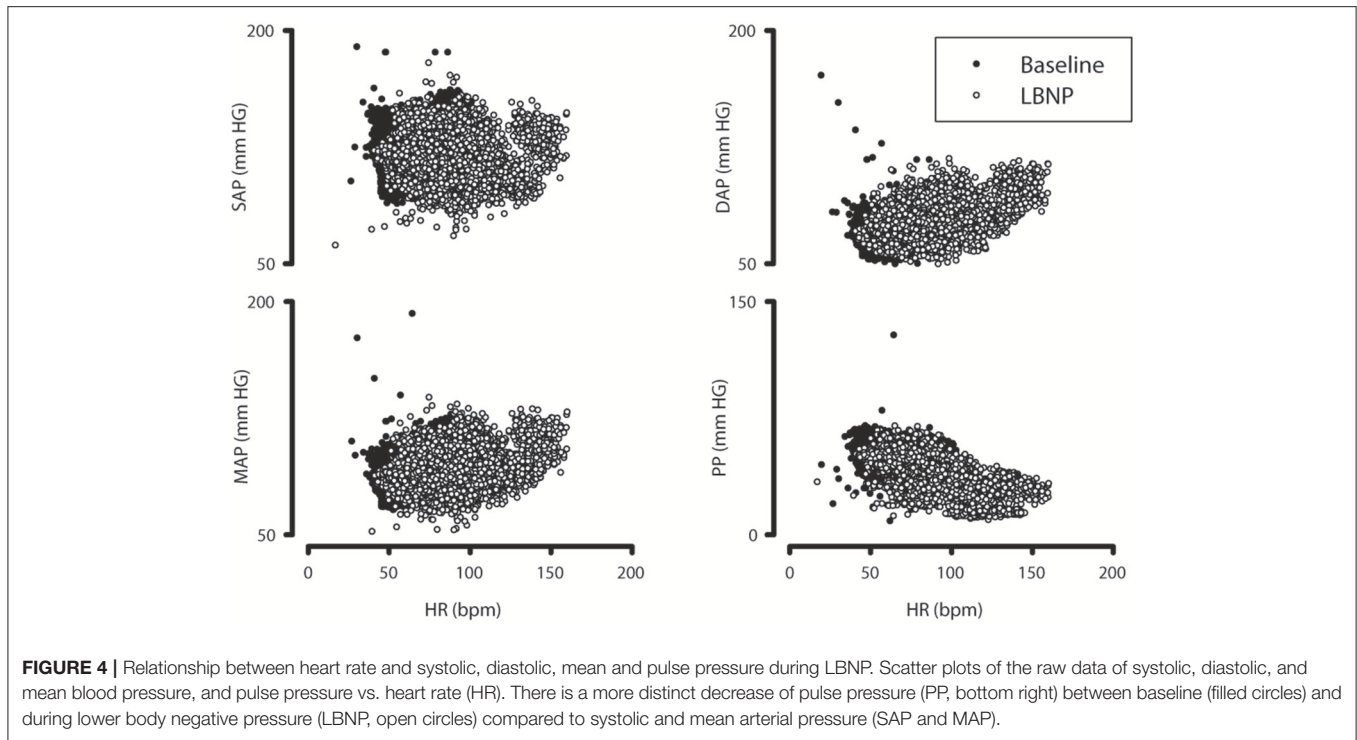 200
SAP (mm HG)
50
200
DAP (mm HG)
50
Baseline
LBNP
200
MAP (mm HG)
50
0 50 100 150 200
HR (bpm)
150
PP (mm HG)
0
0 50 100 150 200
HR (bpm)
FIGURE 4 | Relationship between heart rate and systolic, diastolic, mean and pulse pressure during LBNP. Scatter plots of the raw data of systolic, diastolic, and
mean blood pressure, and pulse pressure vs. heart rate (HR). There is a more distinct decrease of pulse pressure (PP, bottom right) between baseline (filled circles) and
during lower body negative pressure (LBNP, open circles) compared to systolic and mean arterial pressure (SAP and MAP).